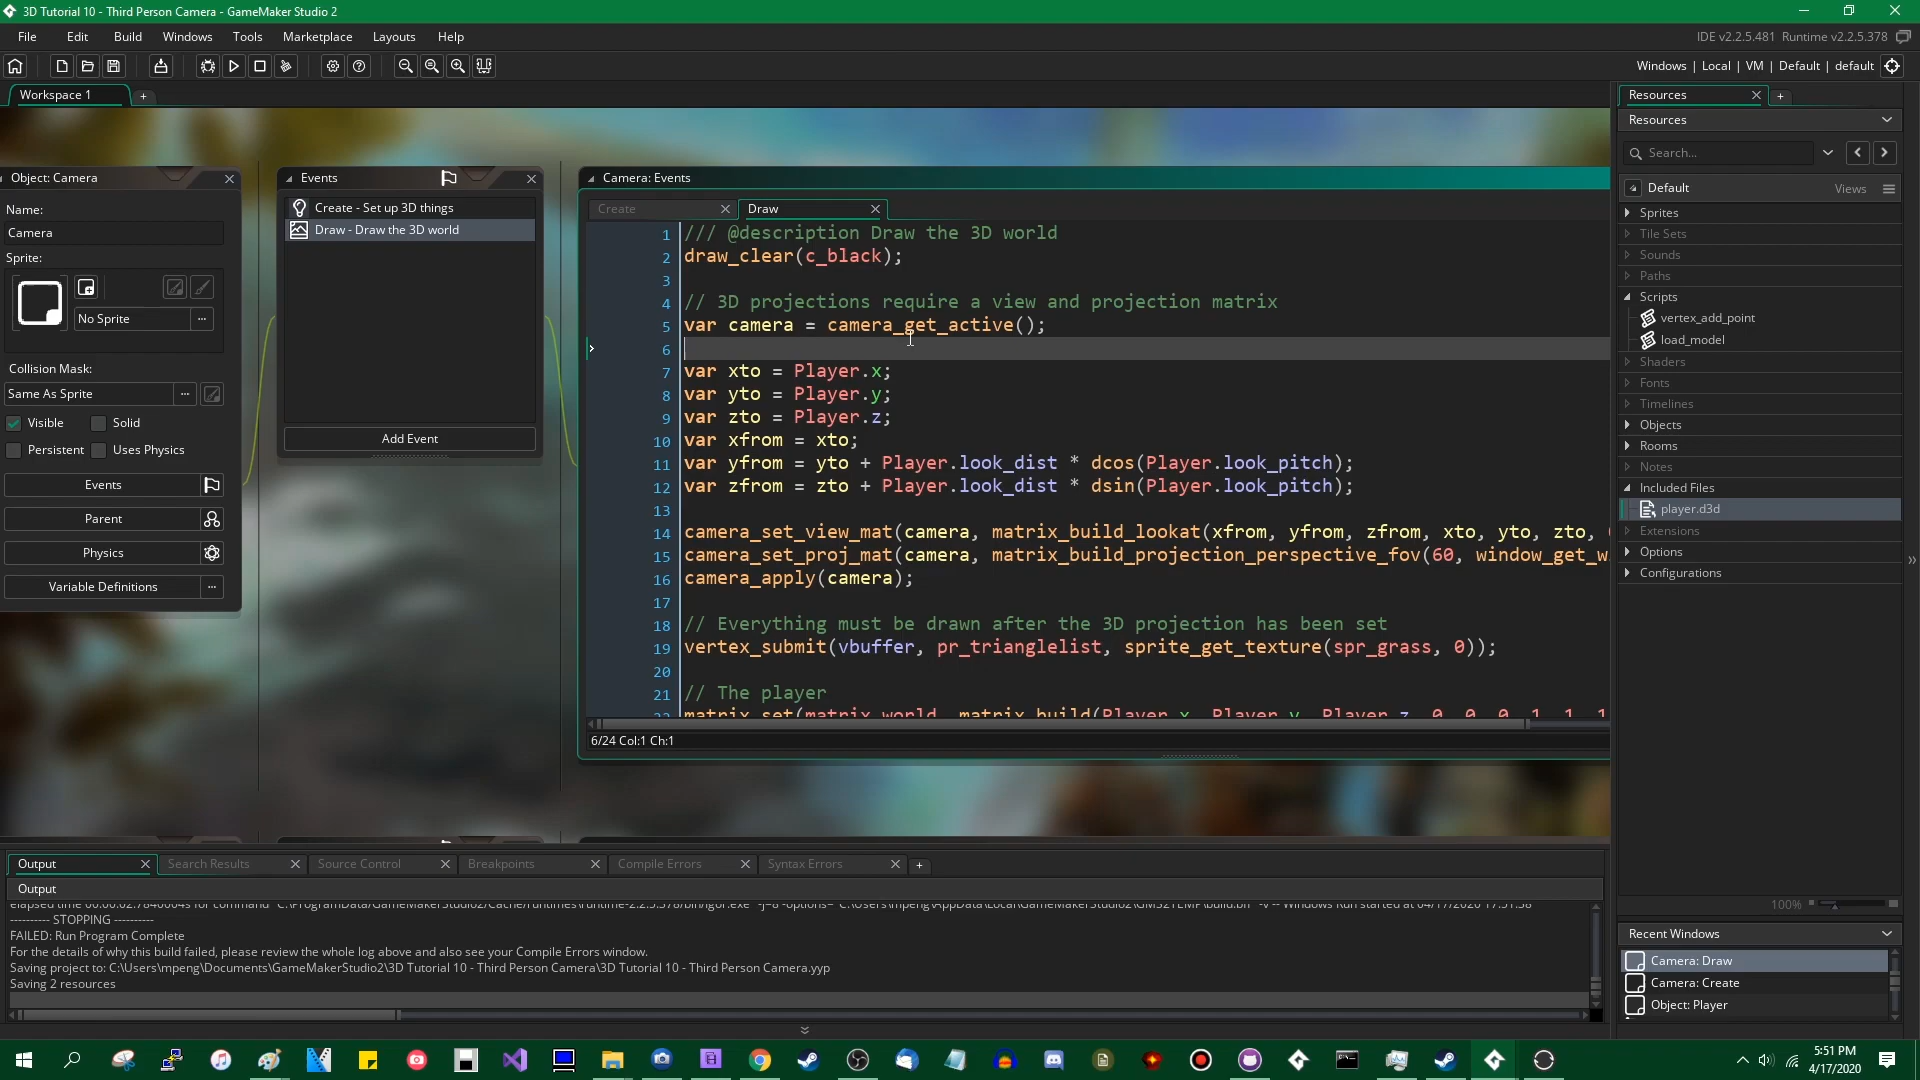 3D Tutorial 10 - Third Person Camera - GameMaker Studio 2
File Edit Build Windows Tools Marketplace Layouts Help
IDE v2.2.5.481 Runtime v2.2.5.378
Windows | Local | VM | Default | default
Workspace 1
Object: Camera
Name:
Camera
Sprite:
No Sprite
Collision Mask:
Same As Sprite
Visible Solid
Persistent Uses Physics
Events
Parent
Physics
Variable Definitions
Events
Create - Set up 3D things
Draw - Draw the 3D world
Add Event
Camera: Events
Create Draw
1 /// @description Draw the 3D world
2 draw_clear(c_black);
3
4 // 3D projections require a view and projection matrix
5 var camera = camera_get_active();
6
7 var xto = Player.x;
8 var yto = Player.y;
9 var zto = Player.z;
10 var xfrom = xto;
11 var yfrom = yto + Player.look_dist * dcos(Player.look_pitch);
12 var zfrom = zto + Player.look_dist * dsin(Player.look_pitch);
13
14 camera_set_view_mat(camera, matrix_build_lookat(xfrom, yfrom, zfrom, xto, yto, zto,
15 camera_set_proj_mat(camera, matrix_build_projection_perspective_fov(60, window_get_w
16 camera_apply(camera);
17
18 // Everything must be drawn after the 3D projection has been set
19 vertex_submit(vbuffer, pr_trianglelist, sprite_get_texture(spr_grass, 0));
20
21 // The player
matrix_set(matrix_world, matrix_build(Player.x, Player.y, Player.z, 0, 0, 0, 1, 1, 1
6/24 Col:1 Ch:1
Resources
Resources
Search...
Default Views
Sprites
Tile Sets
Sounds
Paths
Scripts
vertex_add_point
load_model
Shaders
Fonts
Timelines
Objects
Rooms
Notes
Included Files
player.d3d
Extensions
Options
Configurations
100%
Recent Windows
Camera: Draw
Camera: Create
Object: Player
Output Search Results Source Control Breakpoints Compile Errors Syntax Errors
Output
---------- STOPPING ----------
FAILED: Run Program Complete
For the details of why this build failed, please review the whole log above and also see your Compile Errors window.
Saving project to: C:\Users\mpeng\Documents\GameMakerStudio2\3D Tutorial 10 - Third Person Camera\3D Tutorial 10 - Third Person Camera.yyp
Saving 2 resources
5:51 PM
4/17/2020